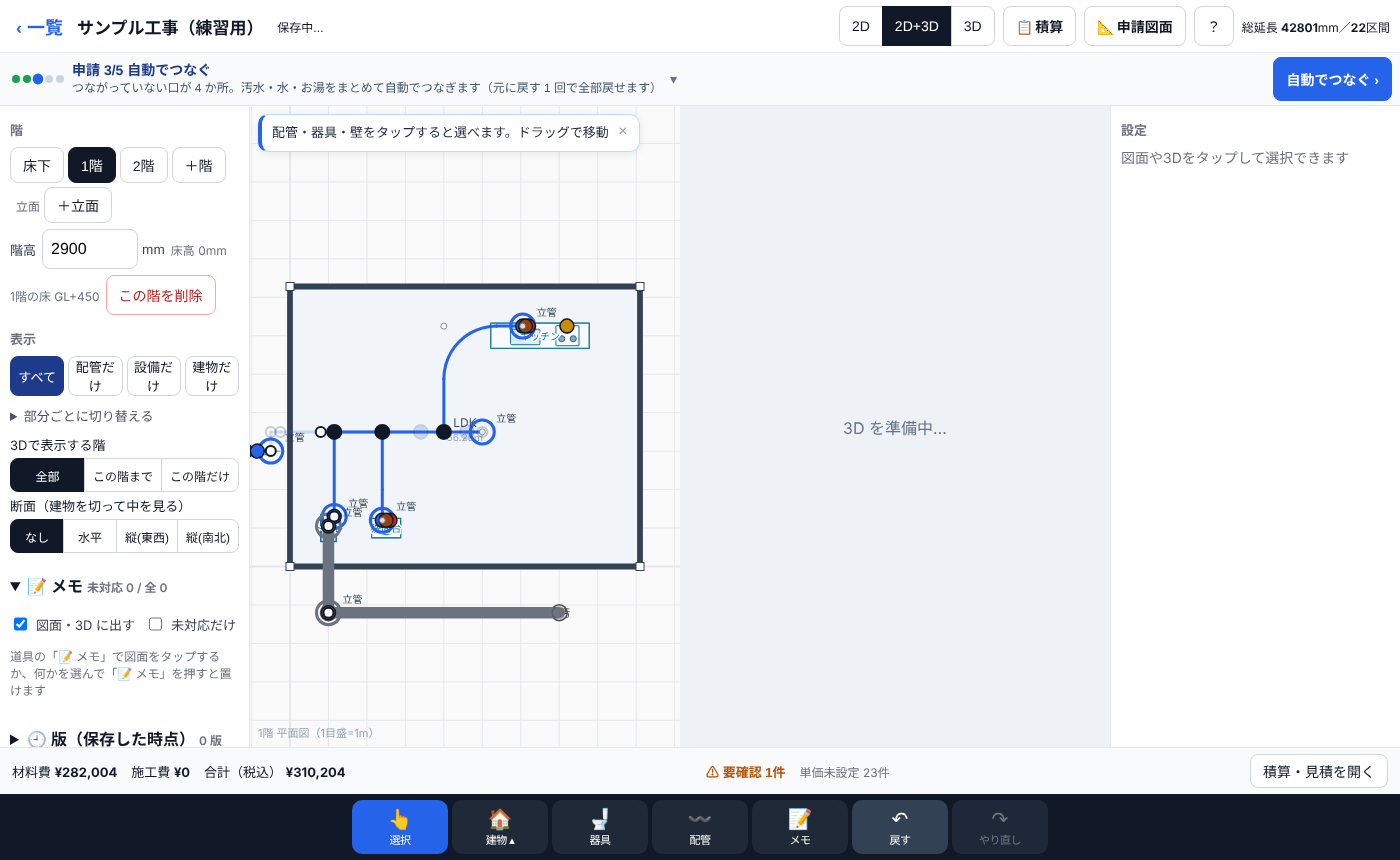 ‹ 一覧 サンプル工事（練習用） 保存中...
2D 2D+3D 3D 📋 積算 📐 申請図面 ? 総延長 42801mm／22区間
申請 3/5 自動でつなぐ
つながっていない口が 4 か所。汚水・水・お湯をまとめて自動でつなぎます（元に戻す 1 回で全部戻せます） ▼
自動でつなぐ ›
階
床下 1階 2階 ＋階
立面 ＋立面
階高 2900 mm 床高 0mm
1階の床 GL+450 この階を削除
表示
すべて 配管だけ 設備だけ 建物だけ
▶ 部分ごとに切り替える
3Dで表示する階
全部 この階まで この階だけ
断面（建物を切って中を見る）
なし 水平 縦(東西) 縦(南北)
▼ 📝 メモ 未対応 0 / 全 0
図面・3D に出す 未対応だけ
道具の「📝 メモ」で図面をタップする
か、何かを選んで「📝 メモ」を押すと置
けます
▶ 🕘 版（保存した時点） 0 版
配管・器具・壁をタップすると選べます。ドラッグで移動 ×
立管
LDK
立管
立管
立管
立管
立管
立管
1階 平面図（1目盛=1m）
3D を準備中...
設定
図面や3Dをタップして選択できます
材料費 ¥282,004 施工費 ¥0 合計（税込） ¥310,204
⚠ 要確認 1件 単価未設定 23件
積算・見積を開く
選択 建物▲ 器具 配管 メモ 戻す やり直し